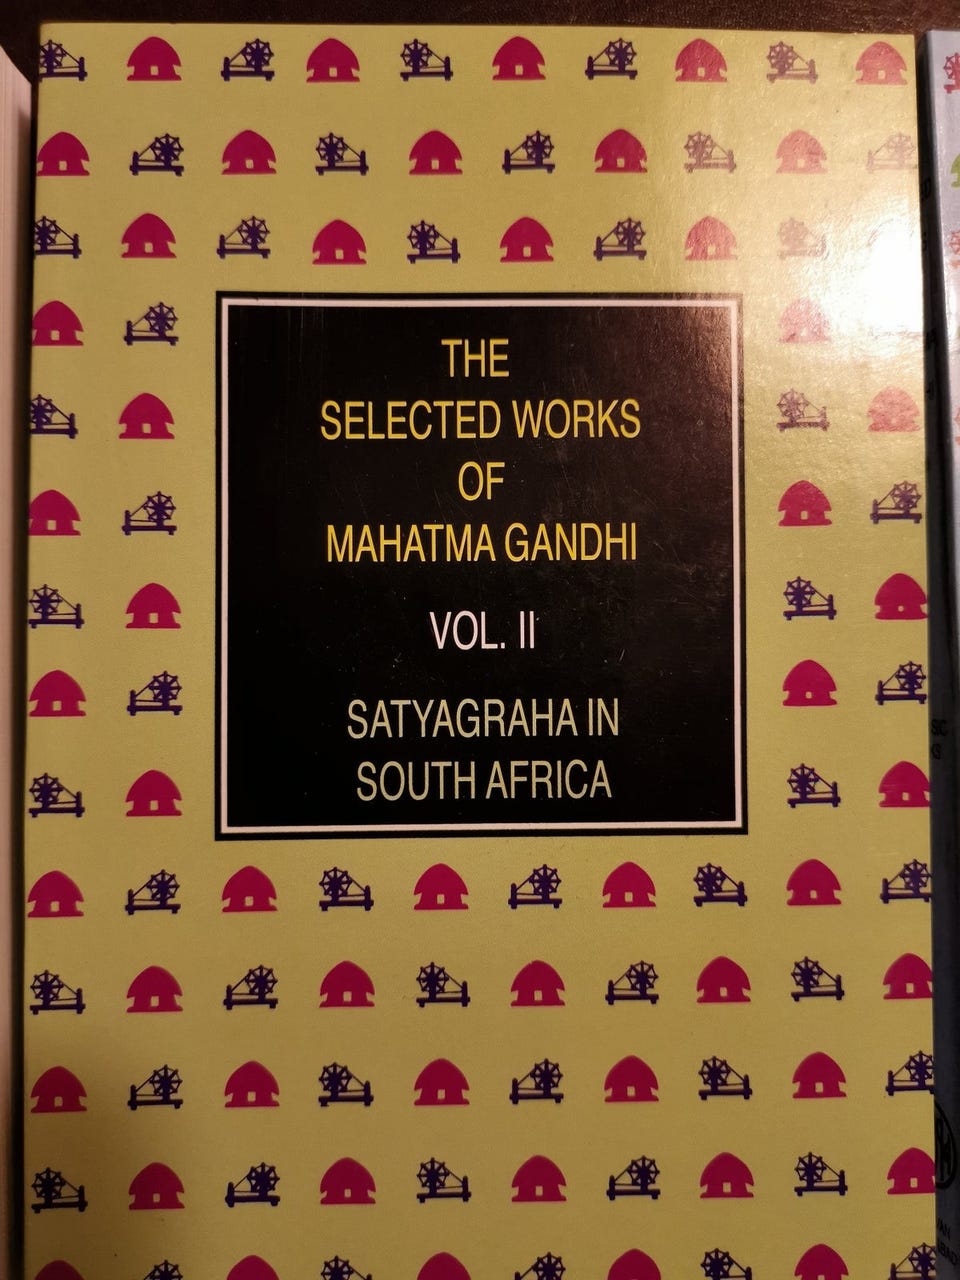 THE
SELECTED WORKS
OF
MAHATMA GANDHI
VOL. II
SATYAGRAHA IN
SOUTH AFRICA